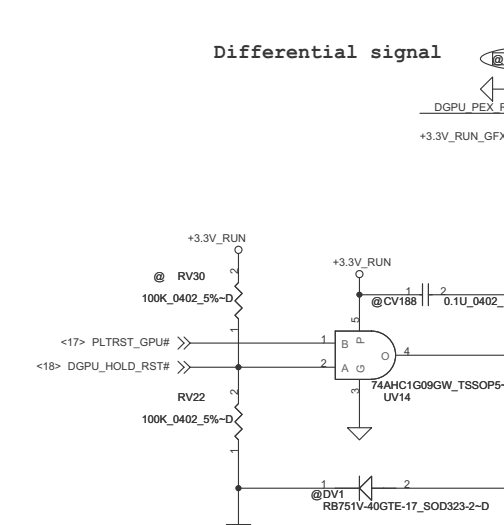 Differential signal
@
DGPU_PEX_R
+3.3V_RUN_GFX
+3.3V_RUN
+3.3V_RUN
@ RV30
100K_0402_5%~D
2
1
@CV188
1 2
0.1U_0402_
5
<17> PLTRST_GPU#
1 B P
<18> DGPU_HOLD_RST#
2 A G
O 4
3
74AHC1G09GW_TSSOP5~
UV14
RV22
100K_0402_5%~D
2
1
1 2
@DV1
RB751V-40GTE-17_SOD323-2~D